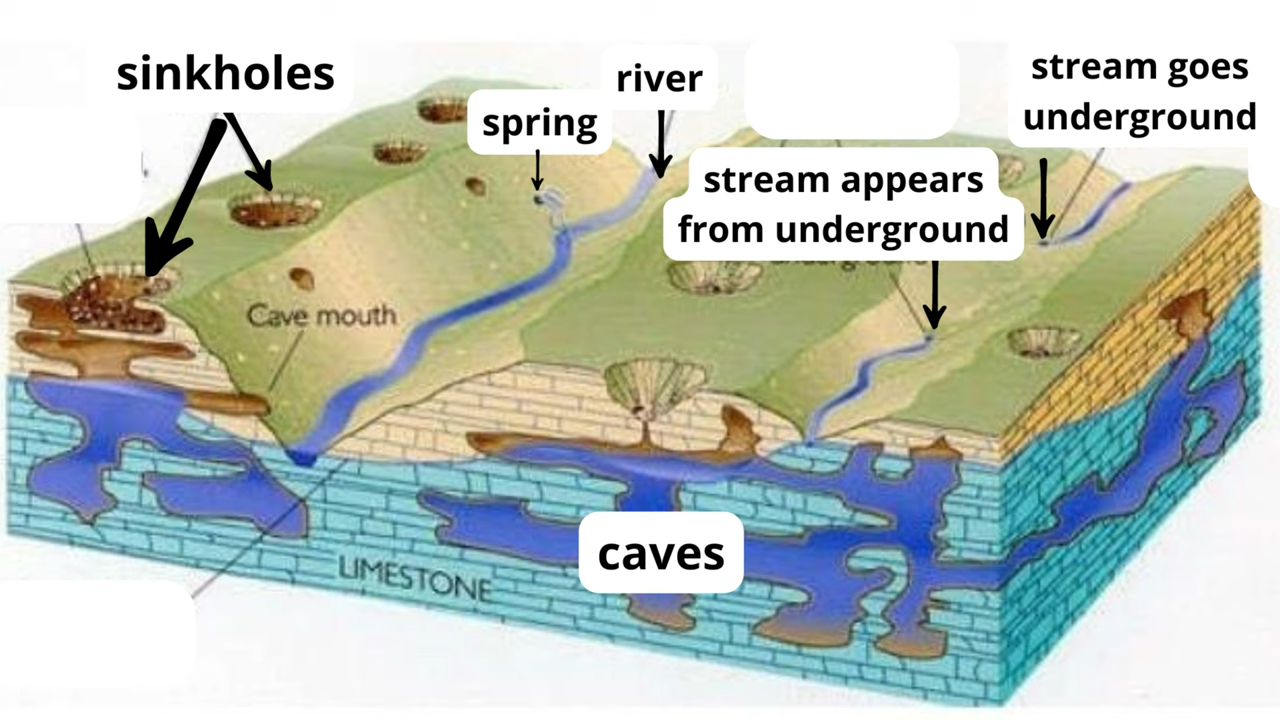 sinkholes
river
stream goes
underground
spring
stream appears
from underground
Cave mouth
caves
LIMESTONE